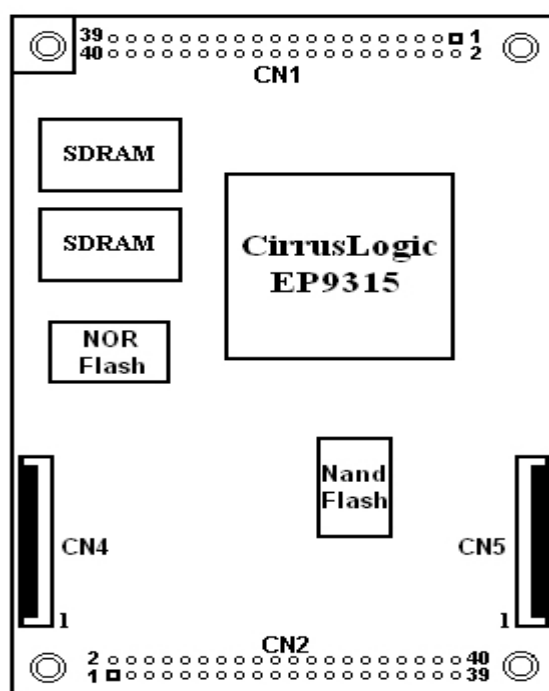 39 1
40 2
CN1
SDRAM
SDRAM
CirrusLogic
EP9315
NOR
Flash
Nand
Flash
CN4
CN5
1
1
CN2
2 40
1 39